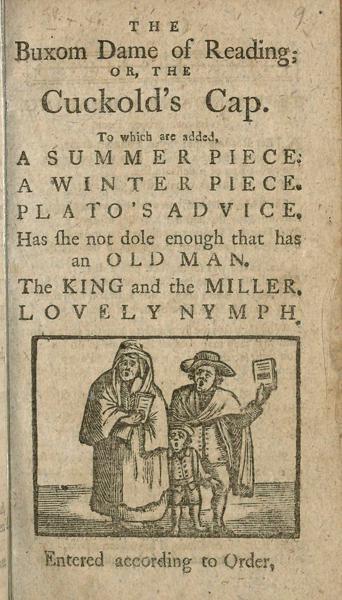 9
THE
Buxom Dame of Reading;
OR, THE
Cuckold's Cap.
To which are added,
A SUMMER PIECE.
A WINTER PIECE.
PLATO'S ADVICE.
Has ſhe not dole enough that has
an OLD MAN.
The KING and the MILLER.
LOVELY NYMPH.
Entered according to Order,